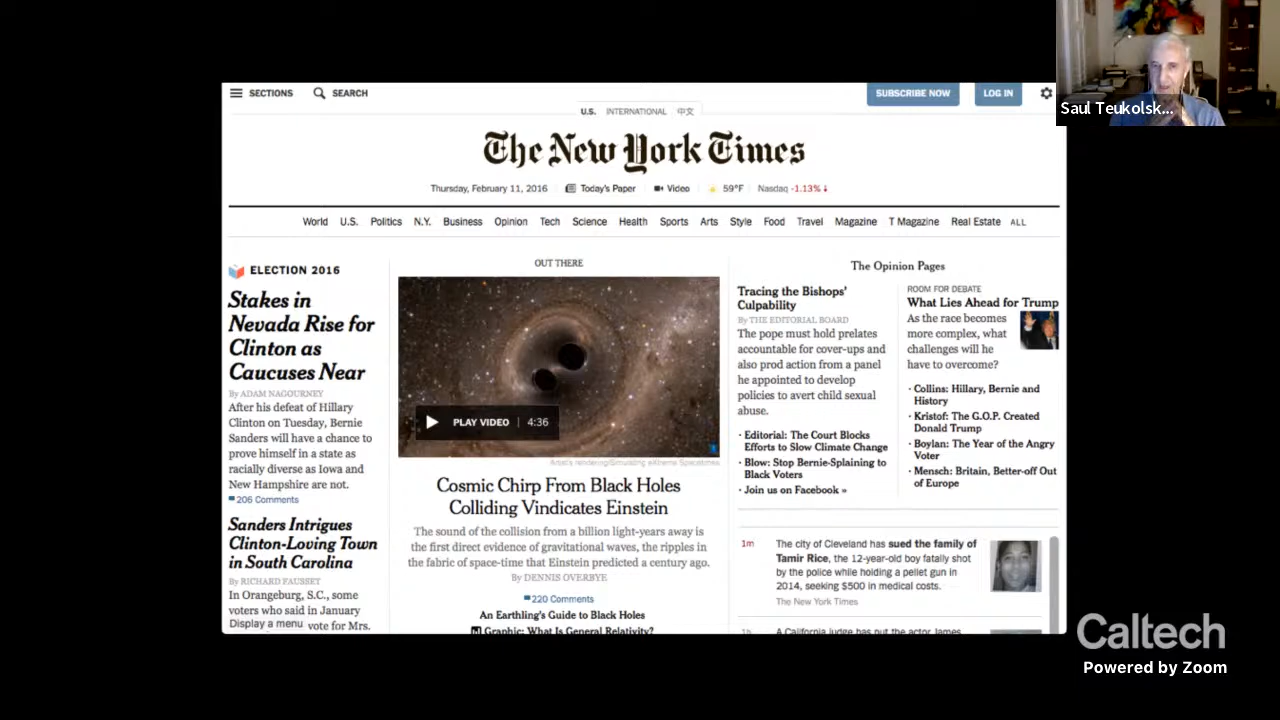 SECTIONS
SEARCH
SUBSCRIBE NOW
LOG IN
U.S.
INTERNATIONAL
中文
The New York Times
Thursday, February 11, 2016
Today's Paper
Video
59°F
Nasdaq -1.13%
World
U.S.
Politics
N.Y.
Business
Opinion
Tech
Science
Health
Sports
Arts
Style
Food
Travel
Magazine
T Magazine
Real Estate
ALL
ELECTION 2016
Stakes in
Nevada Rise for
Clinton as
Caucuses Near
By ADAM NAGOURNEY
After his defeat of Hillary
Clinton on Tuesday, Bernie
Sanders will have a chance to
prove himself in a state as
racially diverse as Iowa and
New Hampshire are not.
206 Comments
Sanders Intrigues
Clinton-Loving Town
in South Carolina
By RICHARD FAUSSET
In Orangeburg, S.C., some
voters who said in January
Display a menu
vote for Mrs.
OUT THERE
PLAY VIDEO
4:36
Artist's rendering/Simulating eXtreme Spacetimes
Cosmic Chirp From Black Holes
Colliding Vindicates Einstein
The sound of the collision from a billion light-years away is
the first direct evidence of gravitational waves, the ripples in
the fabric of space-time that Einstein predicted a century ago.
By DENNIS OVERBYE
220 Comments
An Earthling's Guide to Black Holes
Graphic: What Is General Relativity?
The Opinion Pages
Tracing the Bishops'
Culpability
By THE EDITORIAL BOARD
The pope must hold prelates
accountable for cover-ups and
also prod action from a panel
he appointed to develop
policies to avert child sexual
abuse.
· Editorial: The Court Blocks
Efforts to Slow Climate Change
· Blow: Stop Bernie-Splaining to
Black Voters
· Join us on Facebook »
ROOM FOR DEBATE
What Lies Ahead for Trump
As the race becomes
more complex, what
challenges will he
have to overcome?
· Collins: Hillary, Bernie and
History
· Kristof: The G.O.P. Created
Donald Trump
· Boylan: The Year of the Angry
Voter
· Mensch: Britain, Better-off Out
of Europe
1m
The city of Cleveland has sued the family of
Tamir Rice, the 12-year-old boy fatally shot
by the police while holding a pellet gun in
2014, seeking $500 in medical costs.
The New York Times
1h
A California judge has put the actor James
Saul Teukolsk...
Caltech
Powered by Zoom